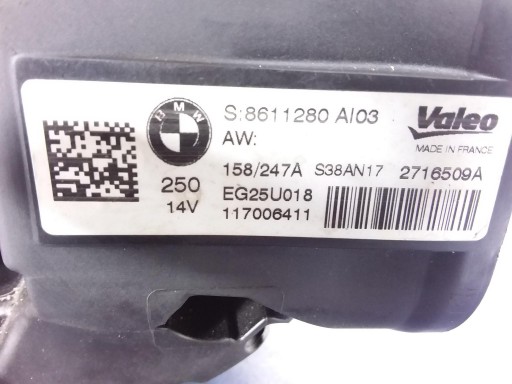 BMW
S:8611280 AI03
Valeo
AW:
MADE IN FRANCE
158/247A S38AN17 2716509A
250
EG25U018
14V
117006411